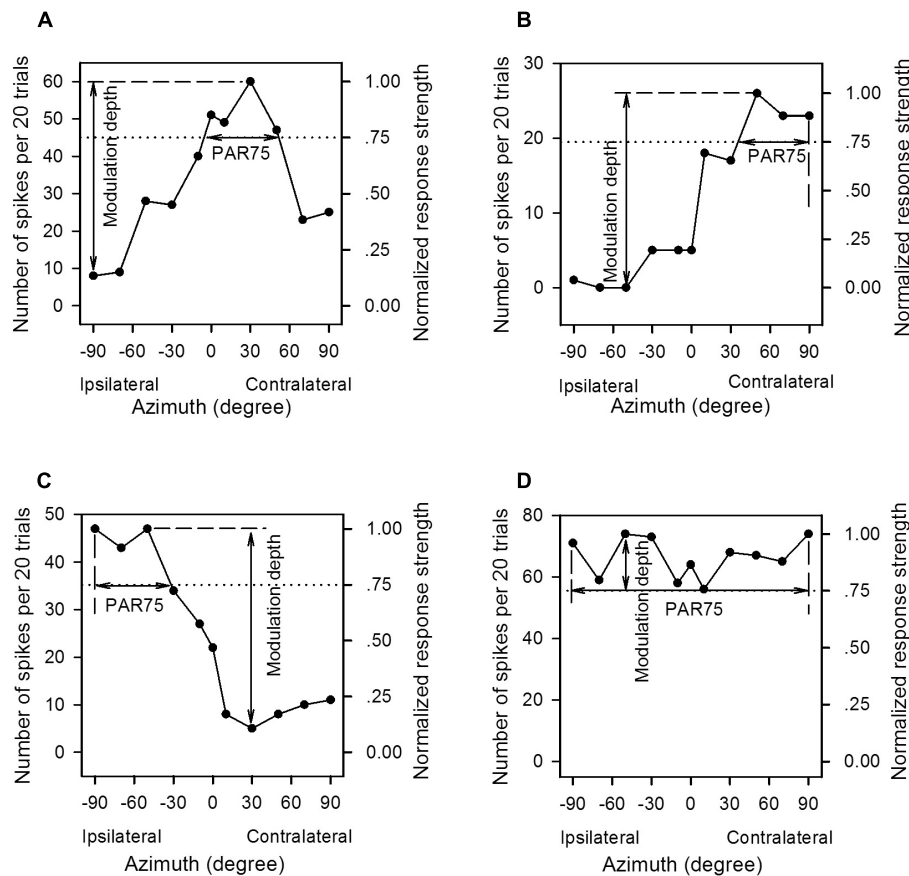 A
Number of spikes per 20 trials
60
50
40
30
20
10
0
Modulation depth
PAR75
1.00
.75
.50
.25
0.00
Normalized response strength
-90 -60 -30 0 30 60 90
Ipsilateral Contralateral
Azimuth (degree)
B
Number of spikes per 20 trials
30
20
10
0
Modulation depth
PAR75
1.00
.75
.50
.25
0.00
Normalized response strength
-90 -60 -30 0 30 60 90
Ipsilateral Contralateral
Azimuth (degree)
C
Number of spikes per 20 trials
50
40
30
20
10
0
PAR75
Modulation depth
1.00
.75
.50
.25
0.00
Normalized response strength
-90 -60 -30 0 30 60 90
Ipsilateral Contralateral
Azimuth (degree)
D
Number of spikes per 20 trials
80
60
40
20
0
Modulation depth
PAR75
1.00
.75
.50
.25
0.00
Normalized response strength
-90 -60 -30 0 30 60 90
Ipsilateral Contralateral
Azimuth (degree)